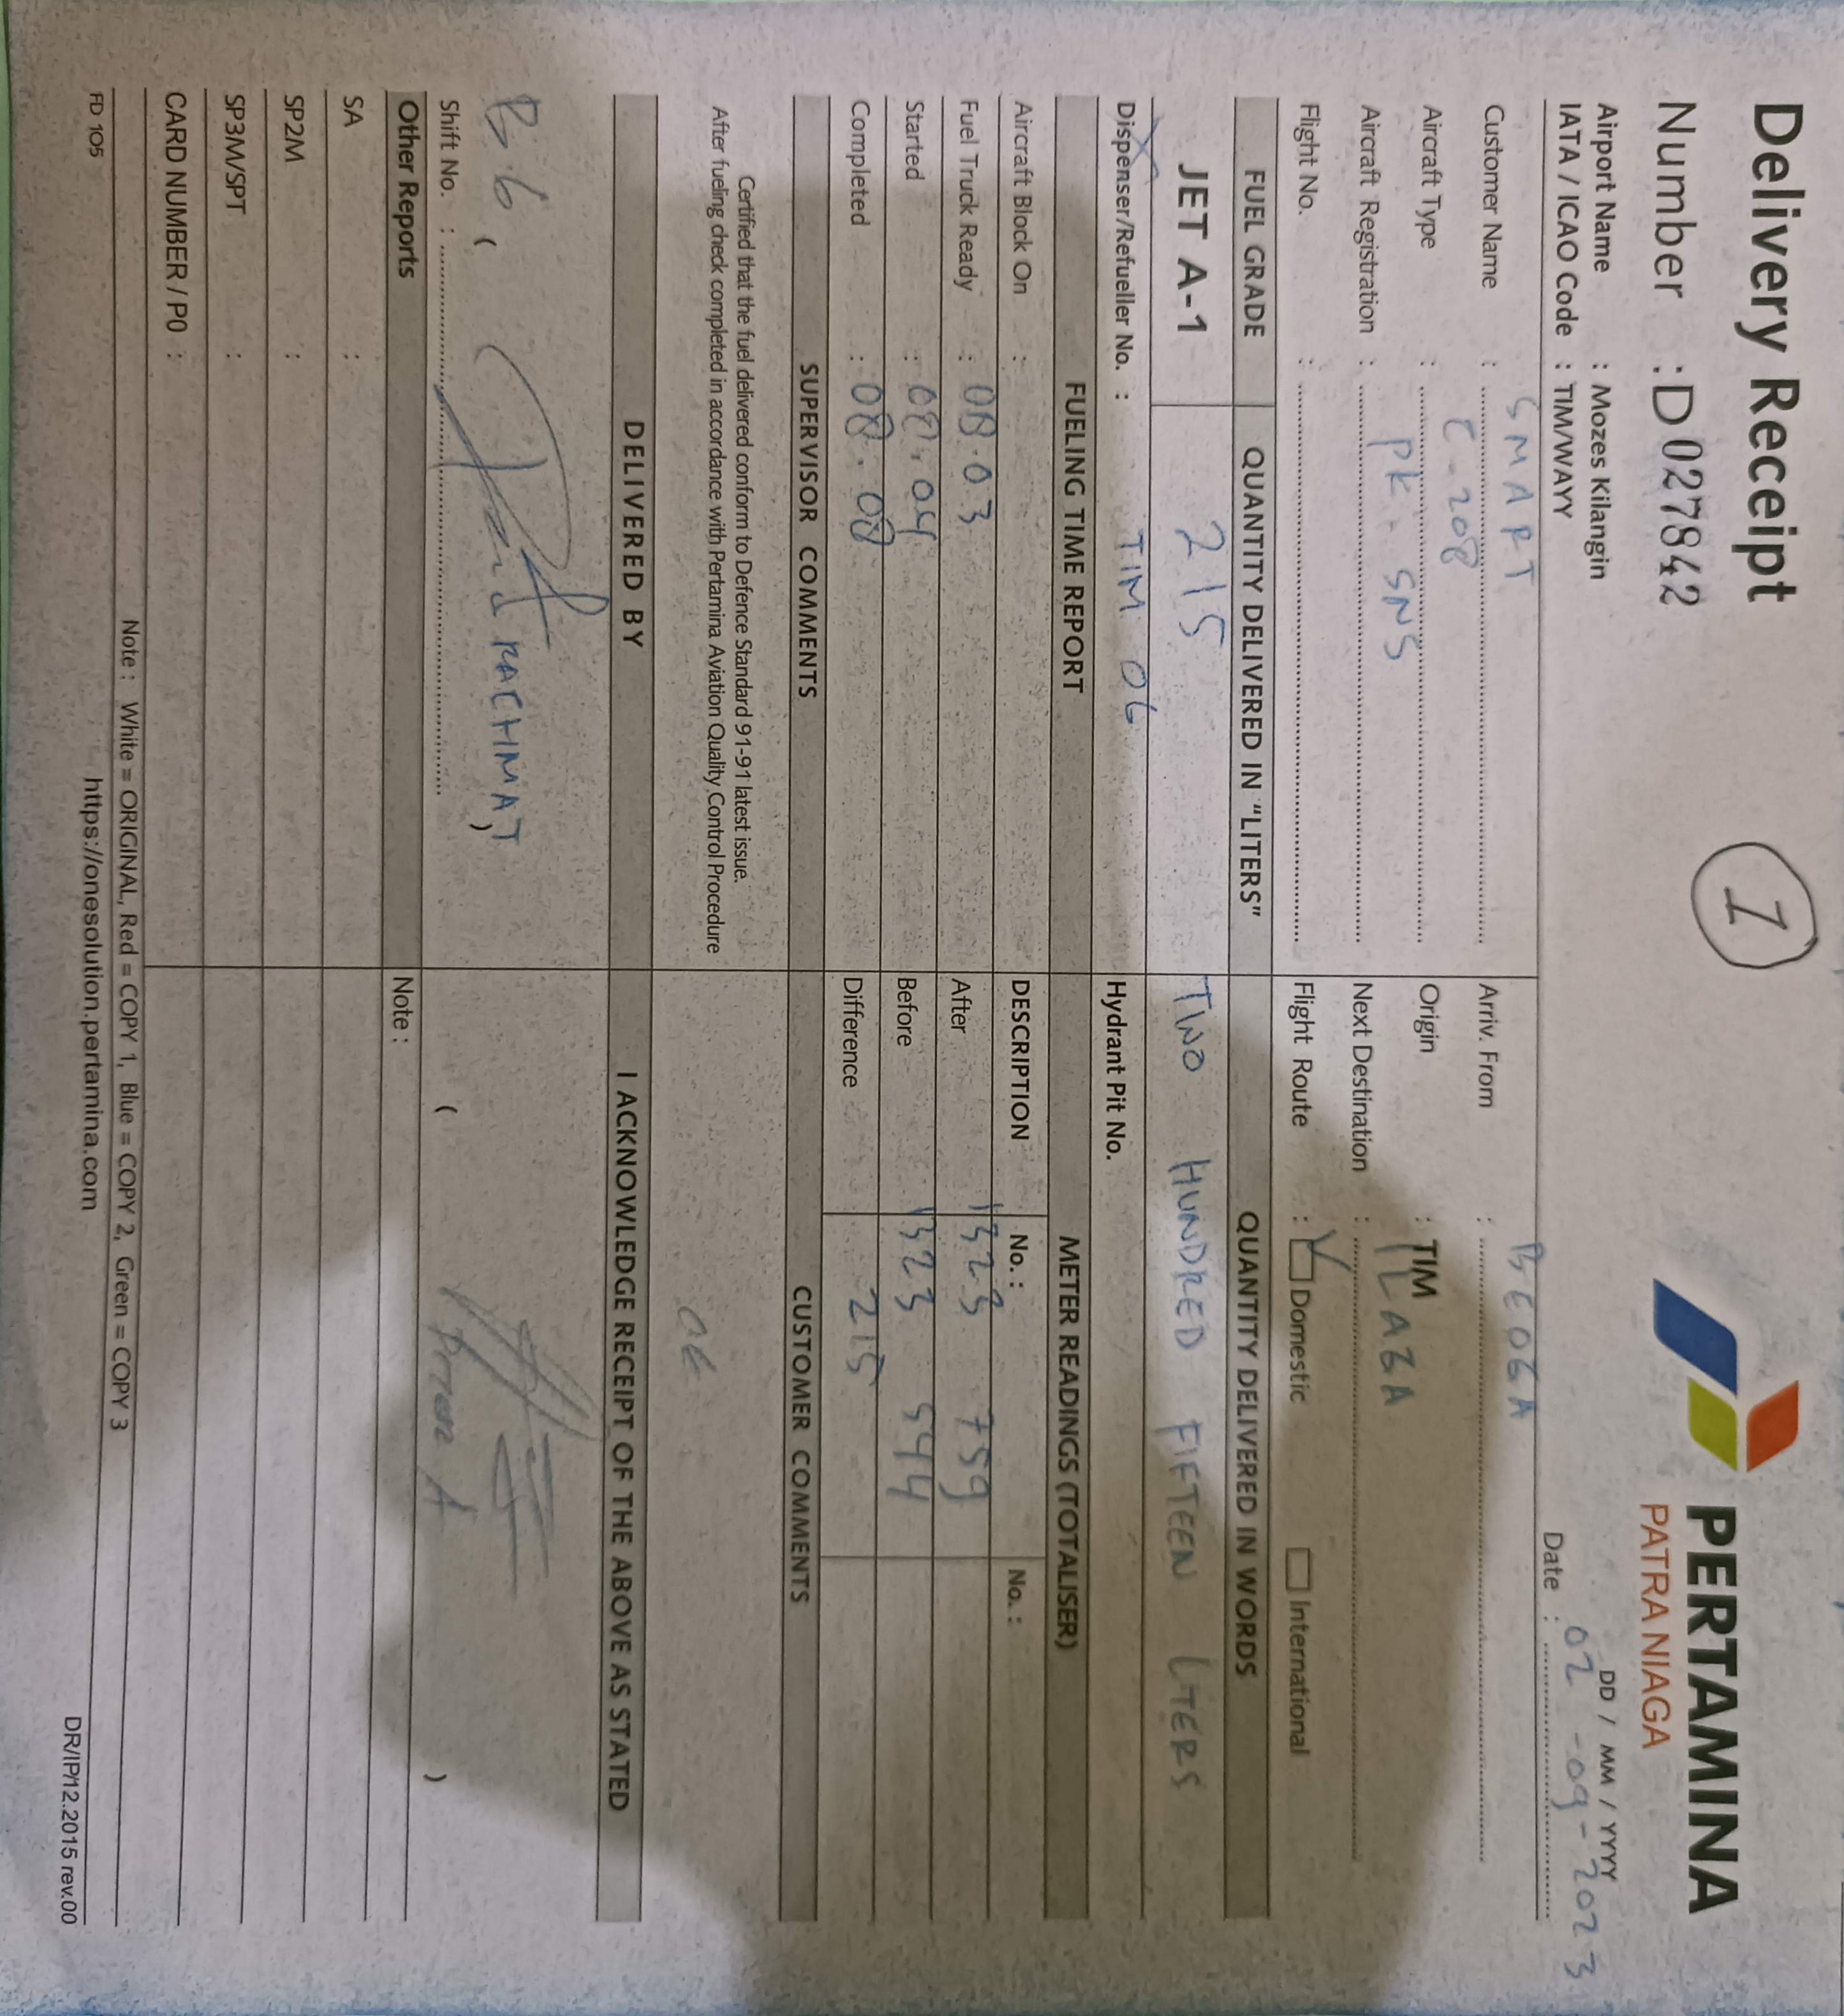 Delivery Receipt
1
PERTAMINA
PATRA NIAGA
Number : D 027842
Airport Name : Mozes Kilangin
DD / MM / YYYY
IATA / ICAO Code : TIM/WAYY
Date : 02-09-2023
Customer Name : SMART
Arriv. From : BEOGA
Aircraft Type : C-208
Origin : TIM
Aircraft Registration : PK-SNS
Next Destination : ILAGA
Flight No. :
Flight Route : Domestic International
FUEL GRADE QUANTITY DELIVERED IN "LITERS" QUANTITY DELIVERED IN WORDS
JET A-1 215 TWO HUNDRED FIFTEEN LTERS
Dispenser/Refueller No. : TIM 06 Hydrant Pit No.
FUELING TIME REPORT METER READINGS (TOTALISER)
Aircraft Block On : DESCRIPTION No. : No. :
Fuel Truck Ready : 08.03 After 1323 759
Started : 08.04 Before 1323 544
Completed : 08.08 Difference 215
SUPERVISOR COMMENTS CUSTOMER COMMENTS
Certified that the fuel delivered conform to Defence Standard 91-91 latest issue.
After fueling check completed in accordance with Pertamina Aviation Quality Control Procedure
DELIVERED BY I ACKNOWLEDGE RECEIPT OF THE ABOVE AS STATED
B.6 ( RACHMAT )
Shift No. : ( )
Other Reports Note :
SA :
SP2M :
SP3M/SPT :
CARD NUMBER / P0 :
Note : White = ORIGINAL, Red = COPY 1, Blue = COPY 2, Green = COPY 3
FD 105 https://onesolution.pertamina.com DR/IP/12.2015 rev.00